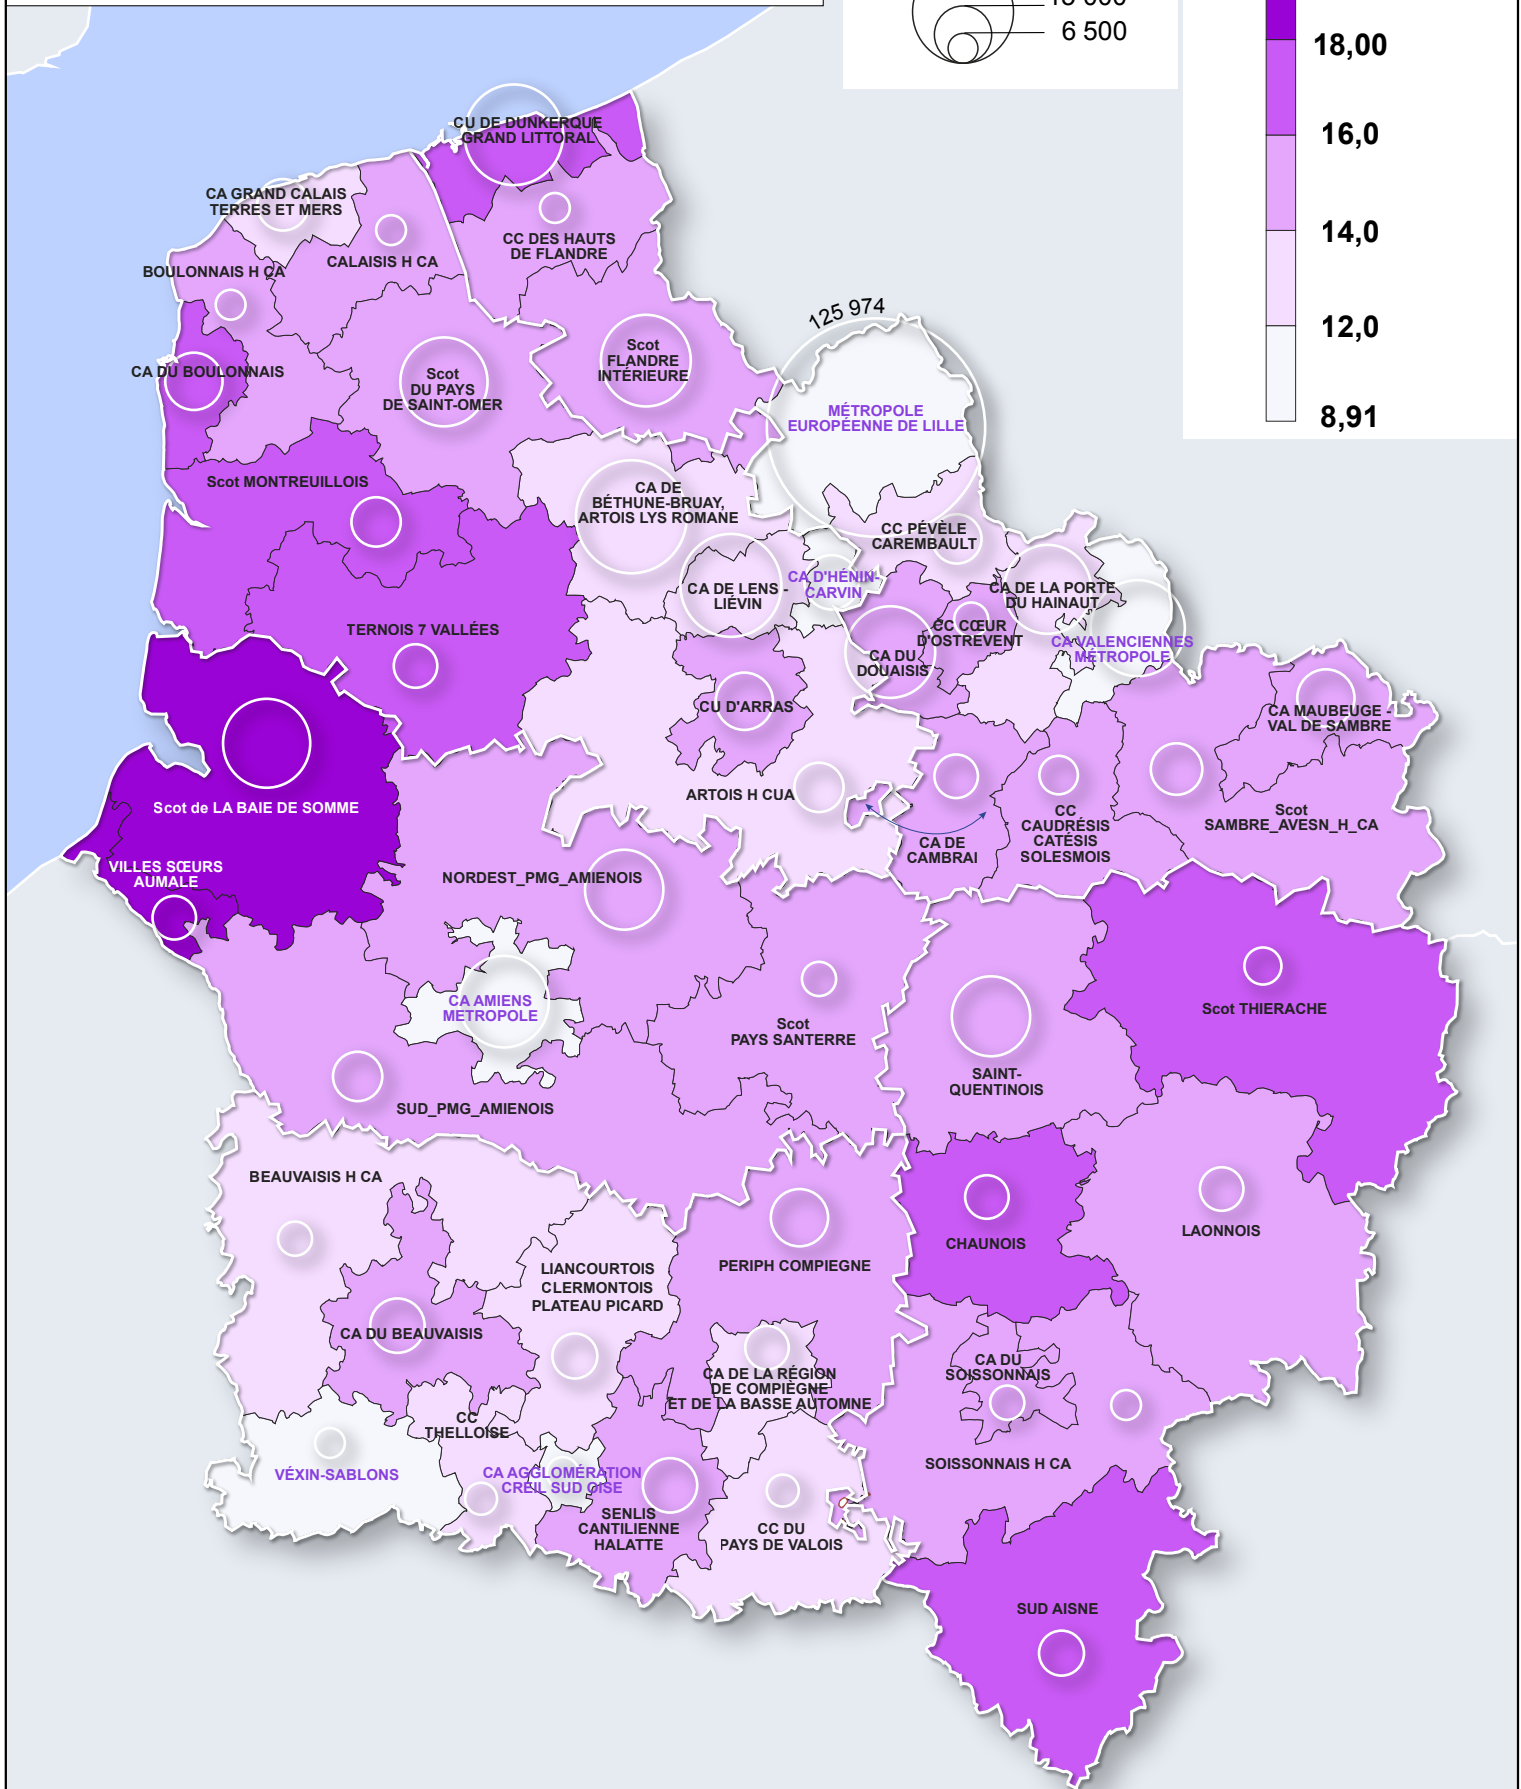 6 500
18,00
16,0
14,0
12,0
8,91
CU DE DUNKERQUE
GRAND LITTORAL
CA GRAND CALAIS
TERRES ET MERS
CC DES HAUTS
DE FLANDRE
CALAISIS H CA
BOULONNAIS H CA
125 974
Scot
FLANDRE
INTÉRIEURE
CA DU BOULONNAIS
Scot
DU PAYS
DE SAINT-OMER
MÉTROPOLE
EUROPÉENNE DE LILLE
Scot MONTREUILLOIS
CA DE
BÉTHUNE-BRUAY,
ARTOIS LYS ROMANE
CC PÉVÈLE
CAREMBAULT
CA D'HÉNIN-
CARVIN
CA DE LENS -
LIÉVIN
CA DE LA PORTE
DU HAINAUT
TERNOIS 7 VALLÉES
CC CŒUR
D'OSTREVENT
CA VALENCIENNES
MÉTROPOLE
CA DU
DOUAISIS
CU D'ARRAS
CA MAUBEUGE -
VAL DE SAMBRE
ARTOIS H CUA
Scot de LA BAIE DE SOMME
Scot
SAMBRE_AVESN_H_CA
CC
CAUDRÉSIS
CATÉSIS
SOLESMOIS
CA DE
CAMBRAI
VILLES SŒURS
AUMALE
NORDEST_PMG_AMIENOIS
CA AMIENS
METROPOLE
Scot THIERACHE
Scot
PAYS SANTERRE
SAINT-
QUENTINOIS
SUD_PMG_AMIENOIS
BEAUVAISIS H CA
LAONNOIS
CHAUNOIS
PERIPH COMPIEGNE
LIANCOURTOIS
CLERMONTOIS
PLATEAU PICARD
CA DU BEAUVAISIS
CA DU
SOISSONNAIS
CA DE LA RÉGION
DE COMPIÈGNE
ET DE LA BASSE AUTOMNE
CC
THELLOISE
SOISSONNAIS H CA
VÉXIN-SABLONS
CA AGGLOMÉRATION
CREIL SUD OISE
SENLIS
CANTILIENNE
HALATTE
CC DU
PAYS DE VALOIS
SUD AISNE